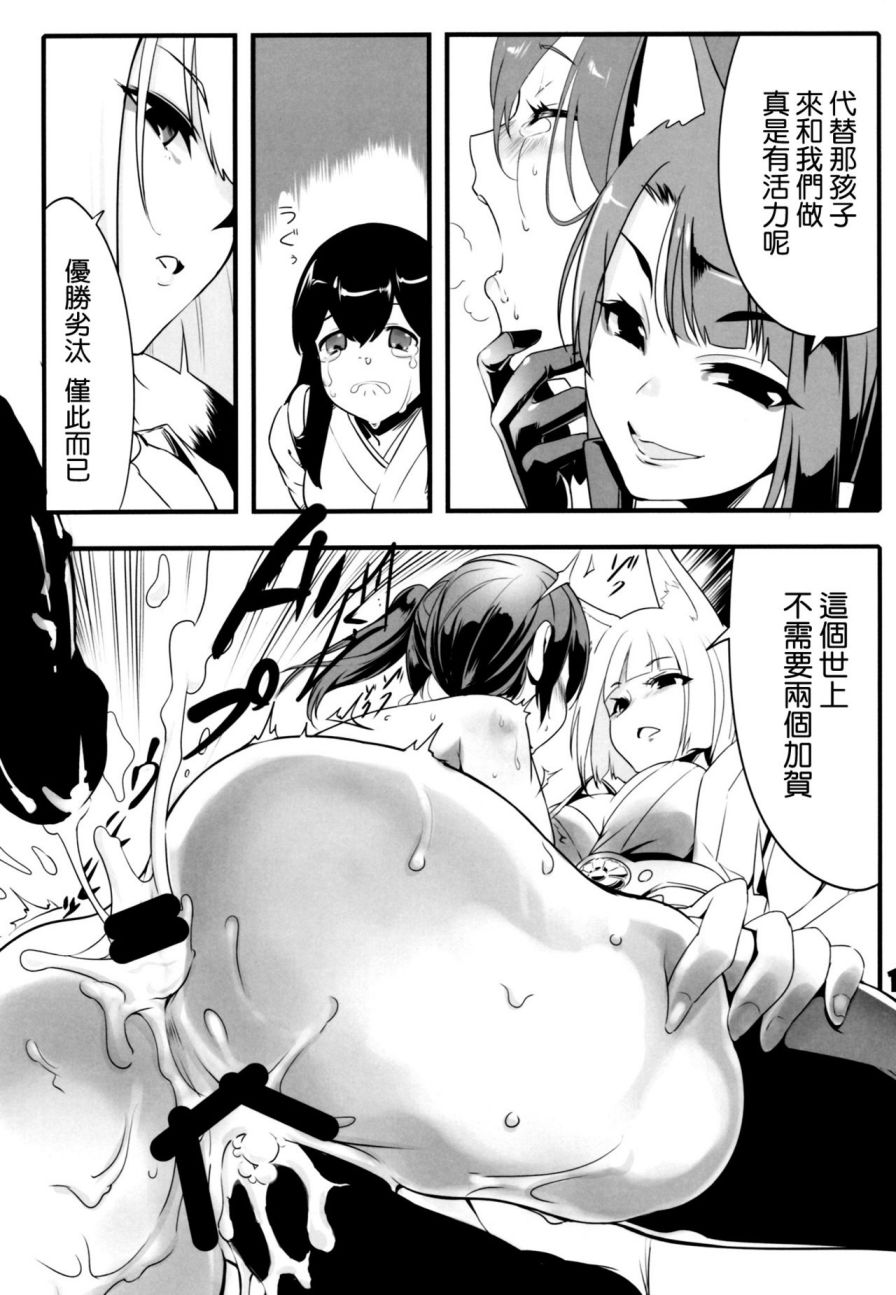 代替那孩子
來和我們做
真是有活力呢
うぐぅ
優勝劣汰 僅此而已
這個世上
不需要兩個加賀